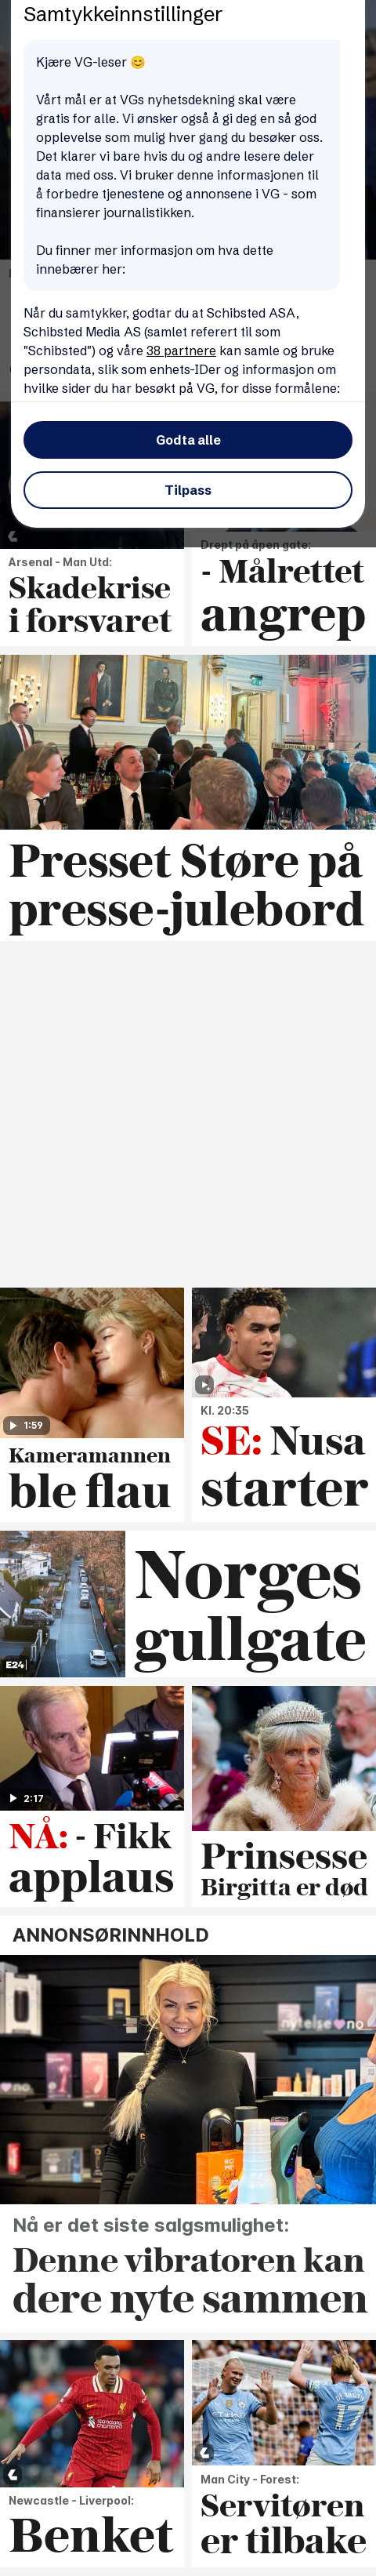 Samtykkeinnstillinger
Kjære VG-leser 😊
Vårt mål er at VGs nyhetsdekning skal være
gratis for alle. Vi ønsker også å gi deg en så god
opplevelse som mulig hver gang du besøker oss.
Det klarer vi bare hvis du og andre lesere deler
data med oss. Vi bruker denne informasjonen til
å forbedre tjenestene og annonsene i VG - som
finansierer journalistikken.
Du finner mer informasjon om hva dette
innebærer her:
Når du samtykker, godtar du at Schibsted ASA,
Schibsted Media AS (samlet referert til som
"Schibsted") og våre 38 partnere kan samle og bruke
persondata, slik som enhets-IDer og informasjon om
hvilke sider du har besøkt på VG, for disse formålene:
Godta alle
Tilpass
Arsenal - Man Utd:
Skadekrise
i forsvaret
Drept på åpen gate:
- Målrettet
angrep
Presset Støre på
presse-julebord
1:59
Kameramannen
ble flau
Kl. 20:35
SE: Nusa
starter
E24
Norges
gullgate
2:17
NÅ: - Fikk
applaus
Prinsesse
Birgitta er død
ANNONSØRINNHOLD
nytelse no
Nå er det siste salgsmulighet:
Denne vibratoren kan
dere nyte sammen
Newcastle - Liverpool:
Benket
DE BRUYNE
17
Man City - Forest:
Servitøren
er tilbake